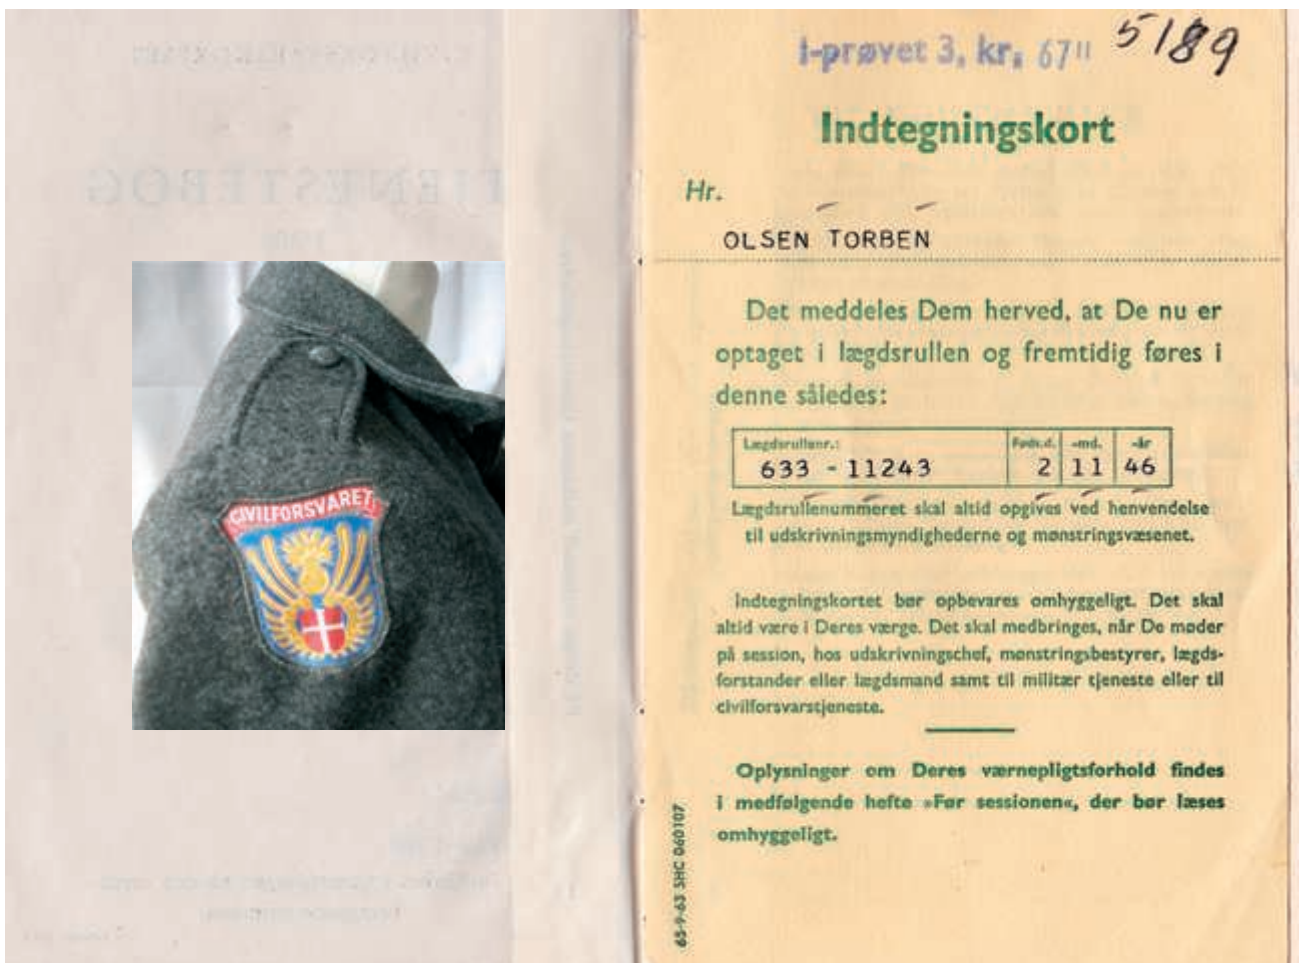 TJENESTEBOG
CIVILFORSVARET
I-prøvet 3. kr. 67 "
5189
Indtegningskort
Hr.
OLSEN TORBEN
Det meddeles Dem herved, at De nu er
optaget i lægdsrullen og fremtidig føres i
denne således:
Lægdsrullenr.: Føds.d. -md. -år
633 - 11243 2 11 46
Lægdsrullenummeret skal altid opgives ved henvendelse
til udskrivningsmyndighederne og mønstringsvæsenet.
Indtegningskortet bør opbevares omhyggeligt. Det skal
altid være i Deres værge. Det skal medbringes, når De møder
på session, hos udskrivningschef, mønstringsbestyrer, lægds-
forstander eller lægdsmand samt til militær tjeneste eller til
civilforsvarstjeneste.
Oplysninger om Deres værnepligtsforhold findes
i medfølgende hefte »Før sessionen«, der bør læses
omhyggeligt.
65-9-63 SHC 060107